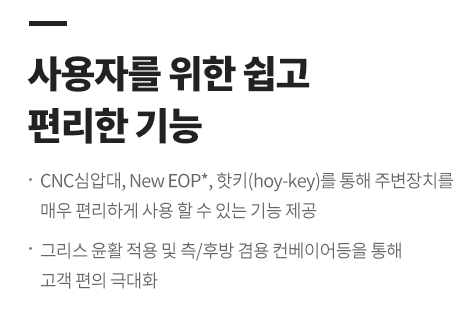 사용자를 위한 쉽고
편리한 기능
· CNC심압대, New EOP*, 핫키(hoy-key)를 통해 주변장치를
매우 편리하게 사용 할 수 있는 기능 제공
· 그리스 윤활 적용 및 측/후방 겸용 컨베이어등을 통해
고객 편의 극대화